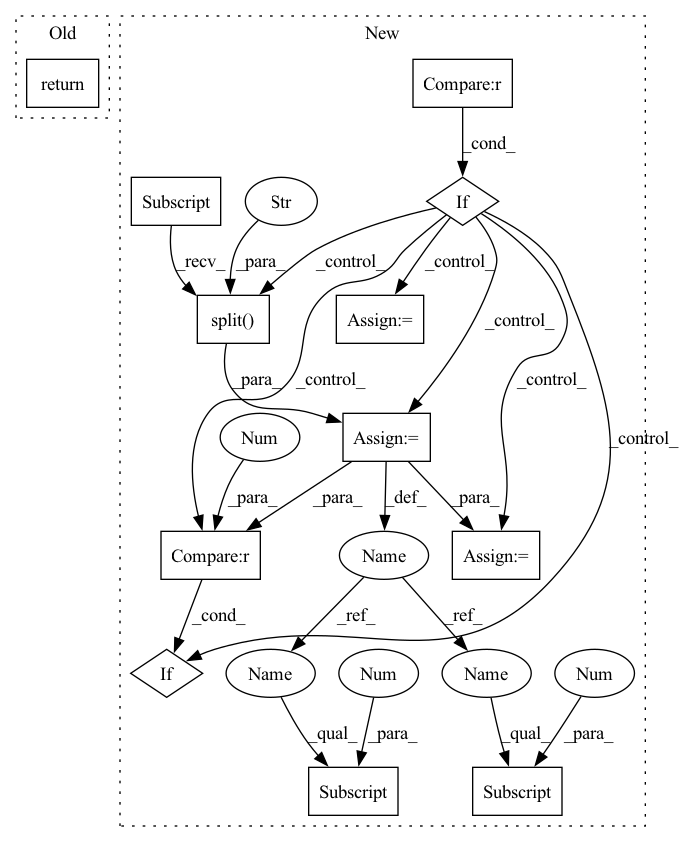 Old
New
return
Compare:r
_cond_
Subscript
Str
If
_recv_
_para_
_control_
_control_
split()
Assign:=
_control_
_para_
_control_
_control_
_control_
Num
Assign:=
_para_
_para_
_def_
_para_
Compare:r
Name
Assign:=
_cond_
_ref_
_ref_
If
Name
Num
Name
Num
_qual_
_para_
_qual_
_para_
Subscript
Subscript